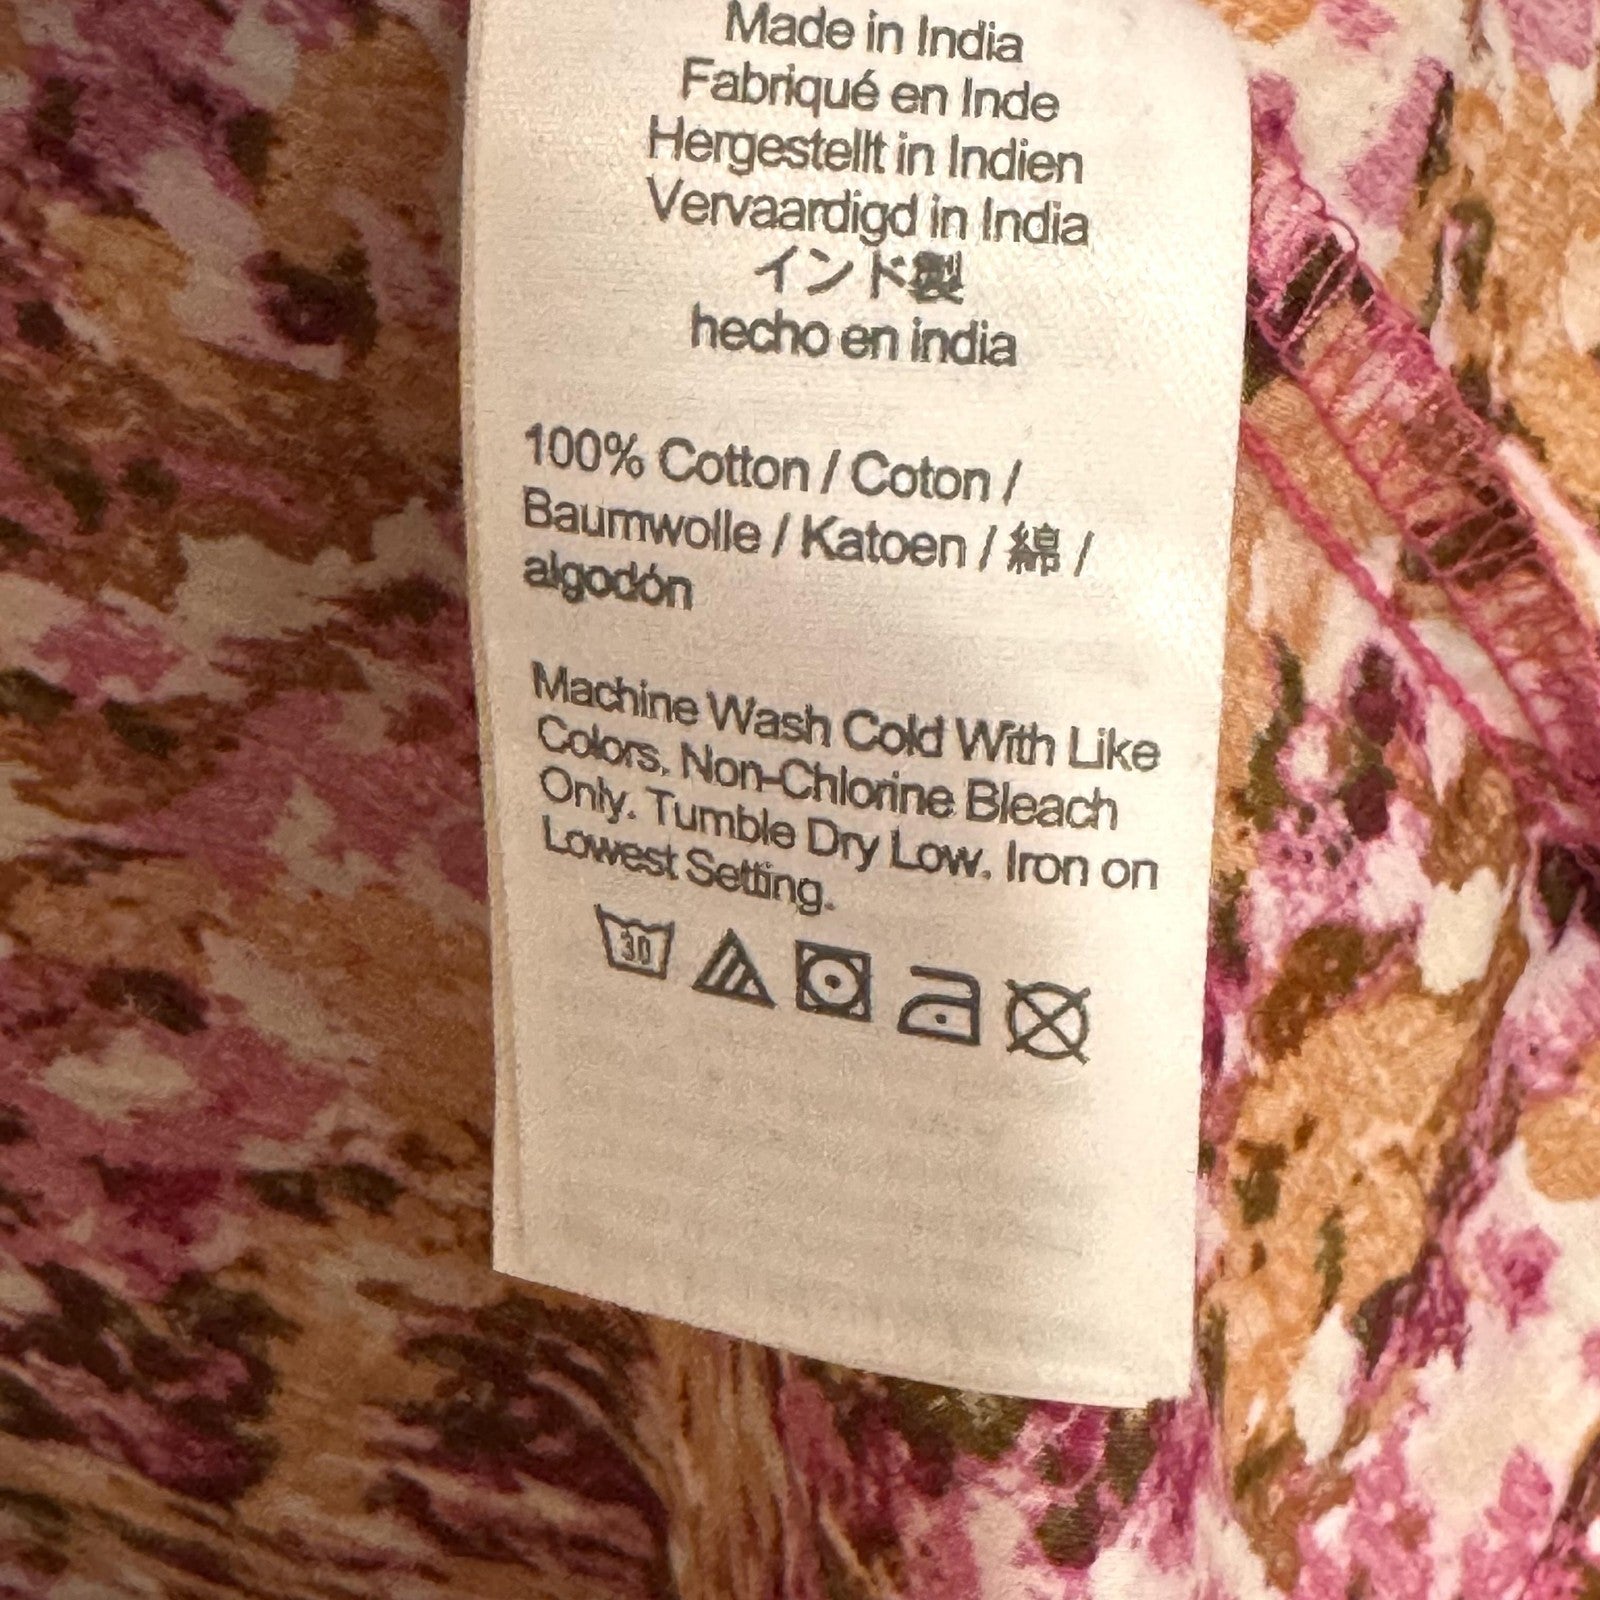 Made in India
Fabriqué en Inde
Hergestellt in Indien
Vervaardigd in India
インド製
hecho en india
100% Cotton / Coton /
Baumwolle / Katoen / 綿 /
algodón
Machine Wash Cold With Like
Colors. Non-Chlorine Bleach
Only. Tumble Dry Low. Iron on
Lowest Setting.
30